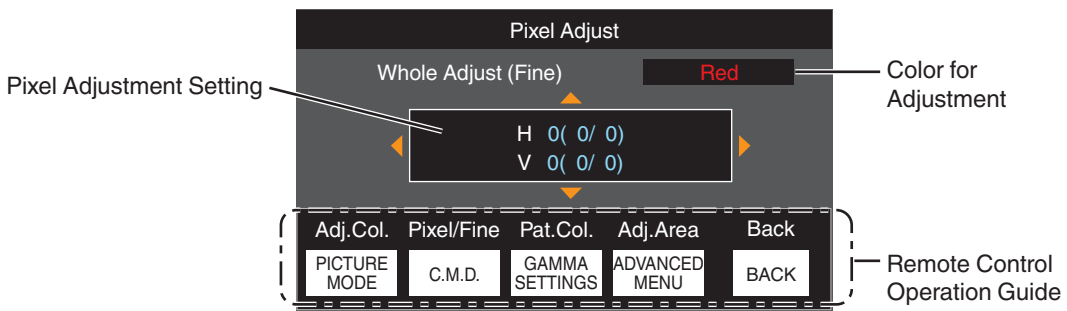 Pixel Adjust
Whole Adjust (Fine)
Red
Pixel Adjustment Setting
Color for
Adjustment
H 0( 0/ 0)
V 0( 0/ 0)
Adj.Col. Pixel/Fine Pat.Col. Adj.Area Back
PICTURE
MODE
C.M.D.
GAMMA
SETTINGS
ADVANCED
MENU
BACK
Remote Control
Operation Guide